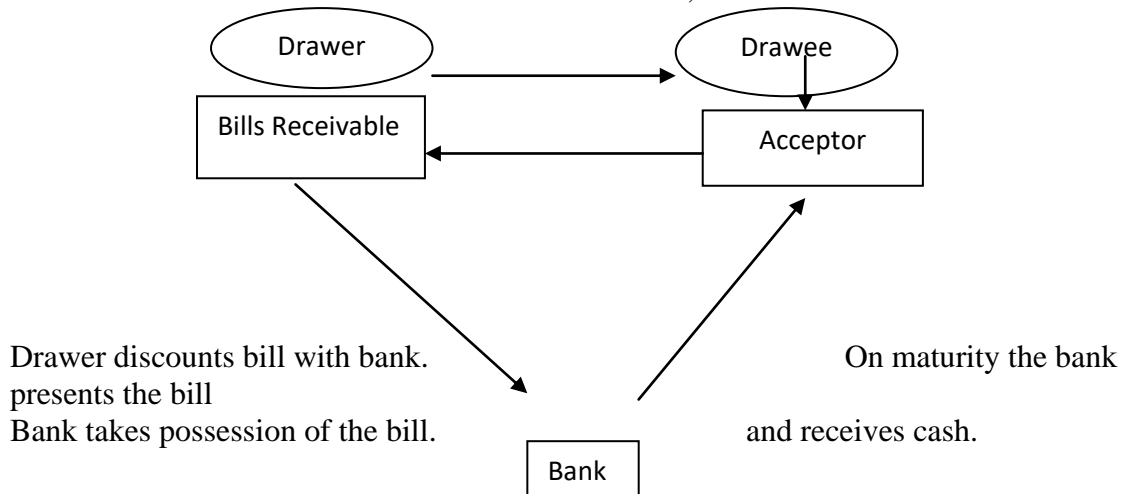 Drawer
Drawee
Bills Receivable
Acceptor
Drawer discounts bill with bank. On maturity the bank
presents the bill
Bank takes possession of the bill. and receives cash.
Bank